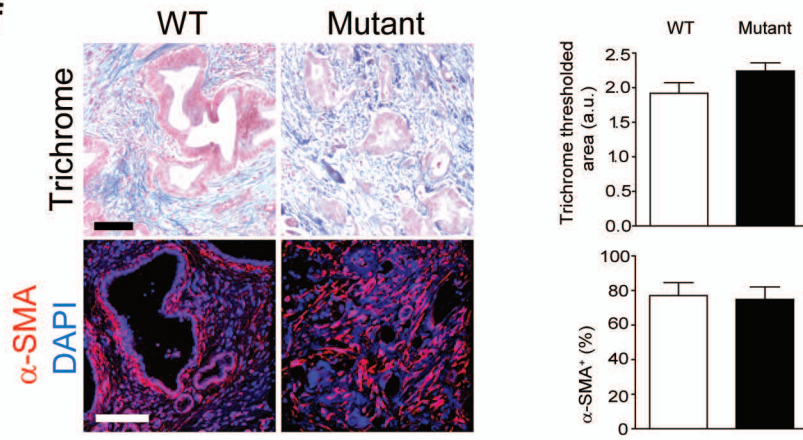 WT Mutant
Trichrome
α-SMA
DAPI
WT Mutant
Trichrome thresholded
area (a.u.)
2.5
2.0
1.5
1.0
0.5
0.0
α-SMA⁺ (%)
100
80
60
40
20
0